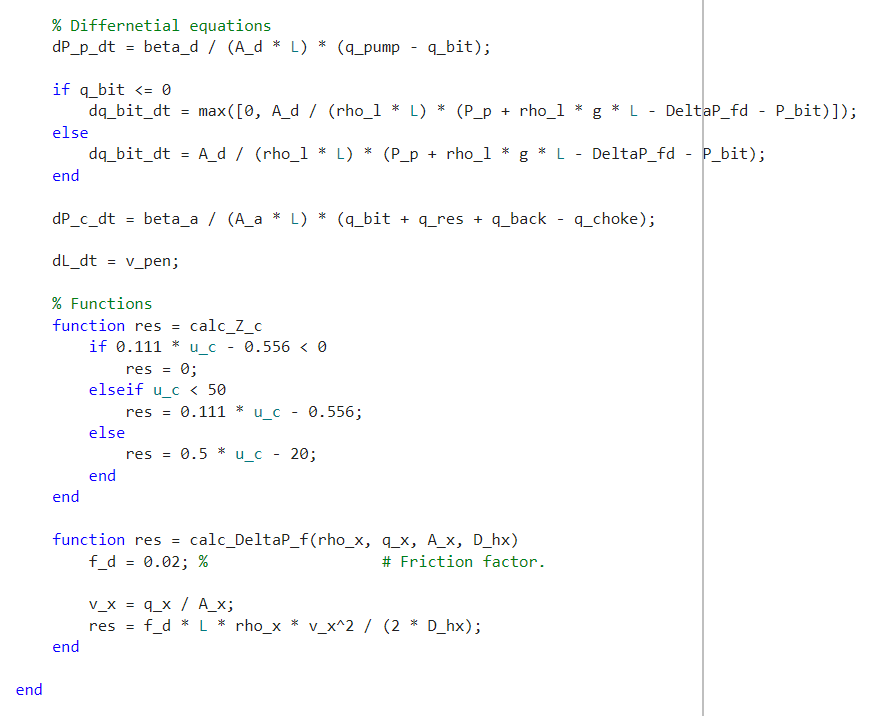 % Differnetial equations
dP_p_dt = beta_d / (A_d * L) * (q_pump - q_bit);
if q_bit <= 0
dq_bit_dt = max([0, A_d / (rho_l * L) * (P_p + rho_l * g * L - DeltaP_fd - P_bit)]);
else
dq_bit_dt = A_d / (rho_l * L) * (P_p + rho_l * g * L - DeltaP_fd - P_bit);
end
dP_c_dt = beta_a / (A_a * L) * (q_bit + q_res + q_back - q_choke);
dL_dt = v_pen;
% Functions
function res = calc_Z_c
if 0.111 * u_c - 0.556 < 0
res = 0;
elseif u_c < 50
res = 0.111 * u_c - 0.556;
else
res = 0.5 * u_c - 20;
end
end
function res = calc_DeltaP_f(rho_x, q_x, A_x, D_hx)
f_d = 0.02; % # Friction factor.
v_x = q_x / A_x;
res = f_d * L * rho_x * v_x^2 / (2 * D_hx);
end
end